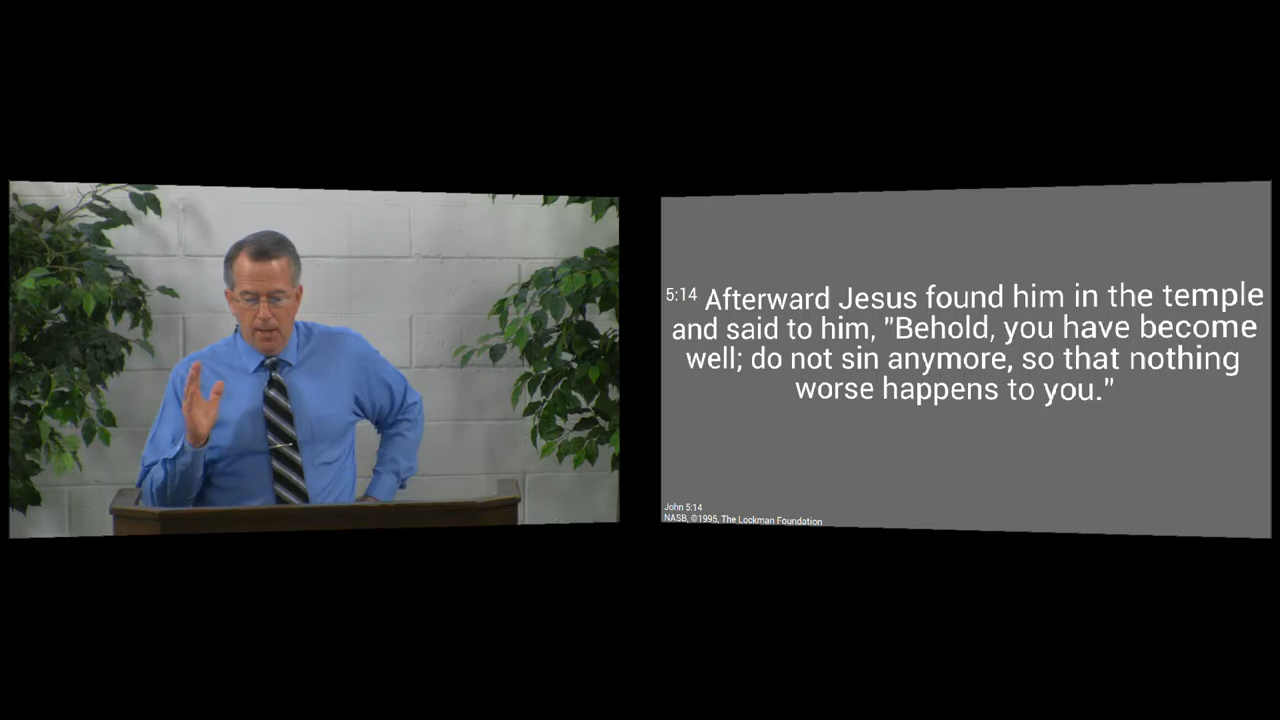 5:14 Afterward Jesus found him in the temple
and said to him, "Behold, you have become
well; do not sin anymore, so that nothing
worse happens to you."
John 5:14
NASB, ©1995, The Lockman Foundation